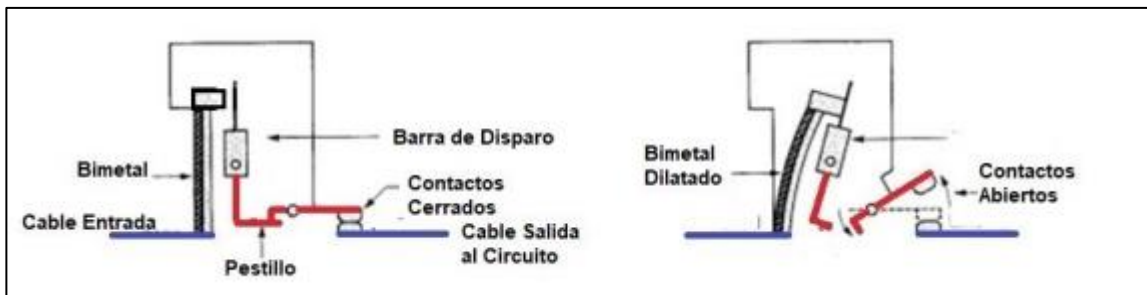 Barra de Disparo
Bimetal
Contactos
Cerrados
Cable Entrada
Cable Salida
al Circuito
Pestillo
Bimetal
Dilatado
Contactos
Abiertos